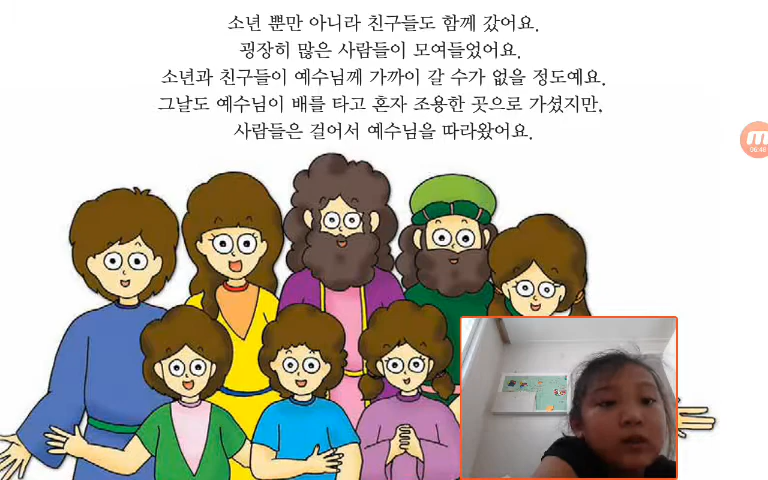 소년 뿐만 아니라 친구들도 함께 갔어요.
굉장히 많은 사람들이 모여들었어요.
소년과 친구들이 예수님께 가까이 갈 수가 없을 정도예요.
그날도 예수님이 배를 타고 혼자 조용한 곳으로 가셨지만,
사람들은 걸어서 예수님을 따라왔어요.